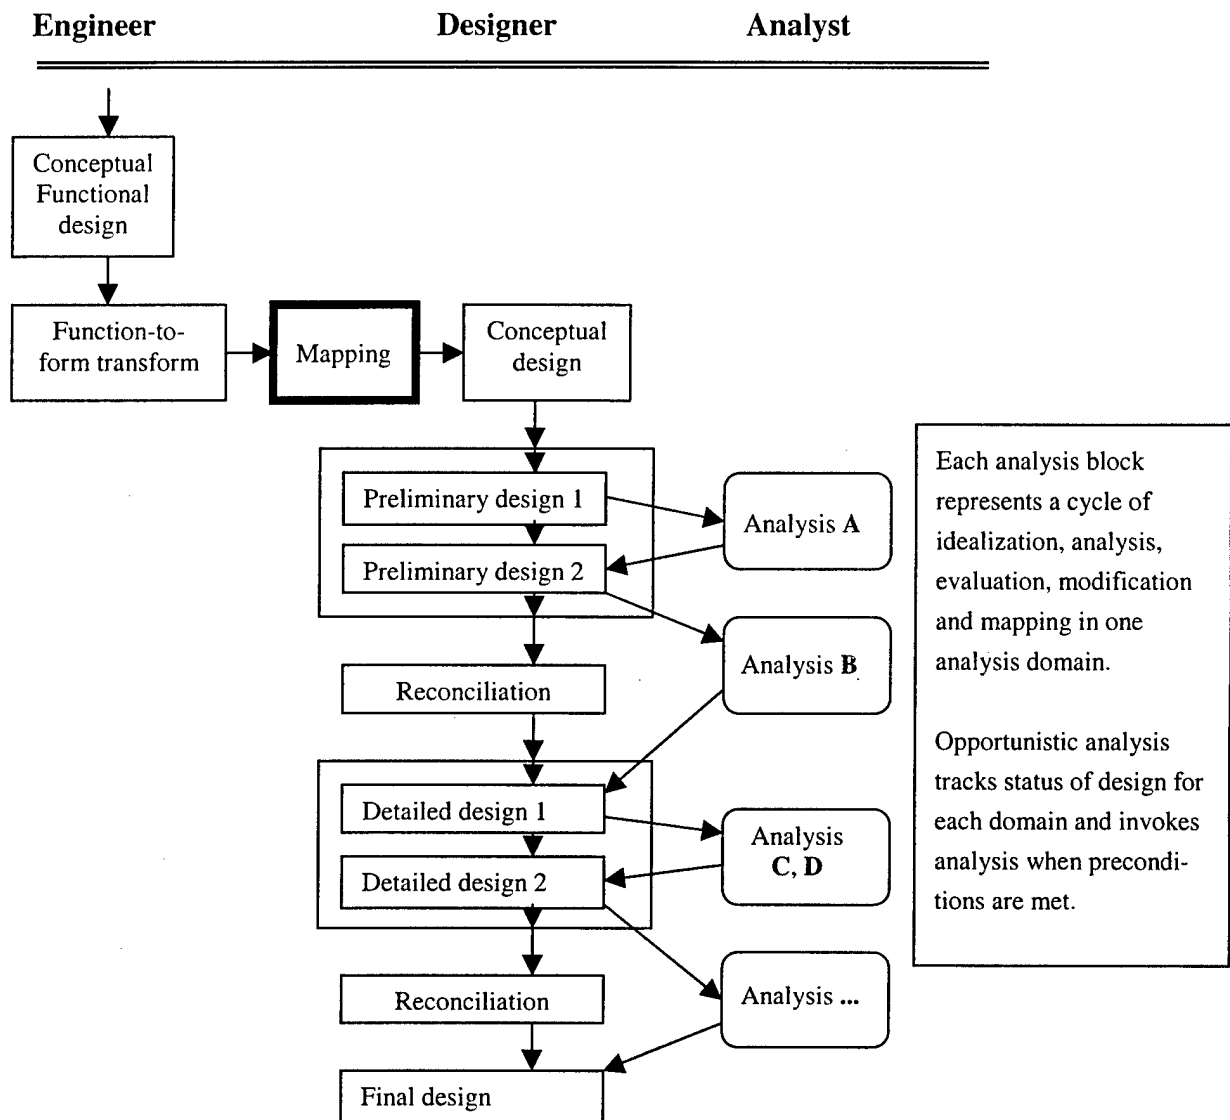 Engineer Designer Analyst
Conceptual
Functional
design
Function-to-
form transform
Mapping
Conceptual
design
Preliminary design 1
Analysis A
Preliminary design 2
Analysis B
Reconciliation
Detailed design 1
Analysis
C, D
Detailed design 2
Reconciliation
Analysis ...
Final design
Each analysis block
represents a cycle of
idealization, analysis,
evaluation, modification
and mapping in one
analysis domain.
Opportunistic analysis
tracks status of design for
each domain and invokes
analysis when precondi-
tions are met.